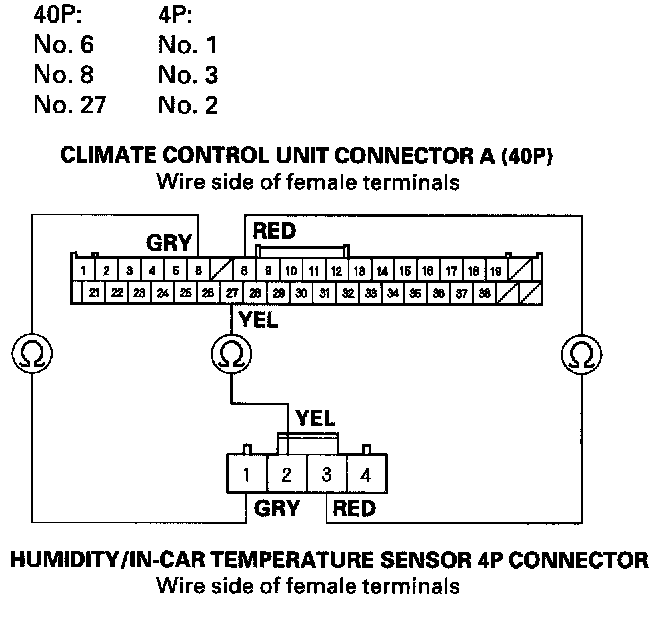 40P: 4P:
No. 6 No. 1
No. 8 No. 3
No. 27 No. 2
CLIMATE CONTROL UNIT CONNECTOR A (40P)
Wire side of female terminals
GRY RED
1 2 3 4 5 6 8 9 10 11 12 13 14 15 16 17 18 19
21 22 23 24 25 26 27 28 29 30 31 32 33 34 35 36 37 38
YEL
Ω Ω Ω
YEL
1 2 3 4
GRY RED
HUMIDITY/IN-CAR TEMPERATURE SENSOR 4P CONNECTOR
Wire side of female terminals